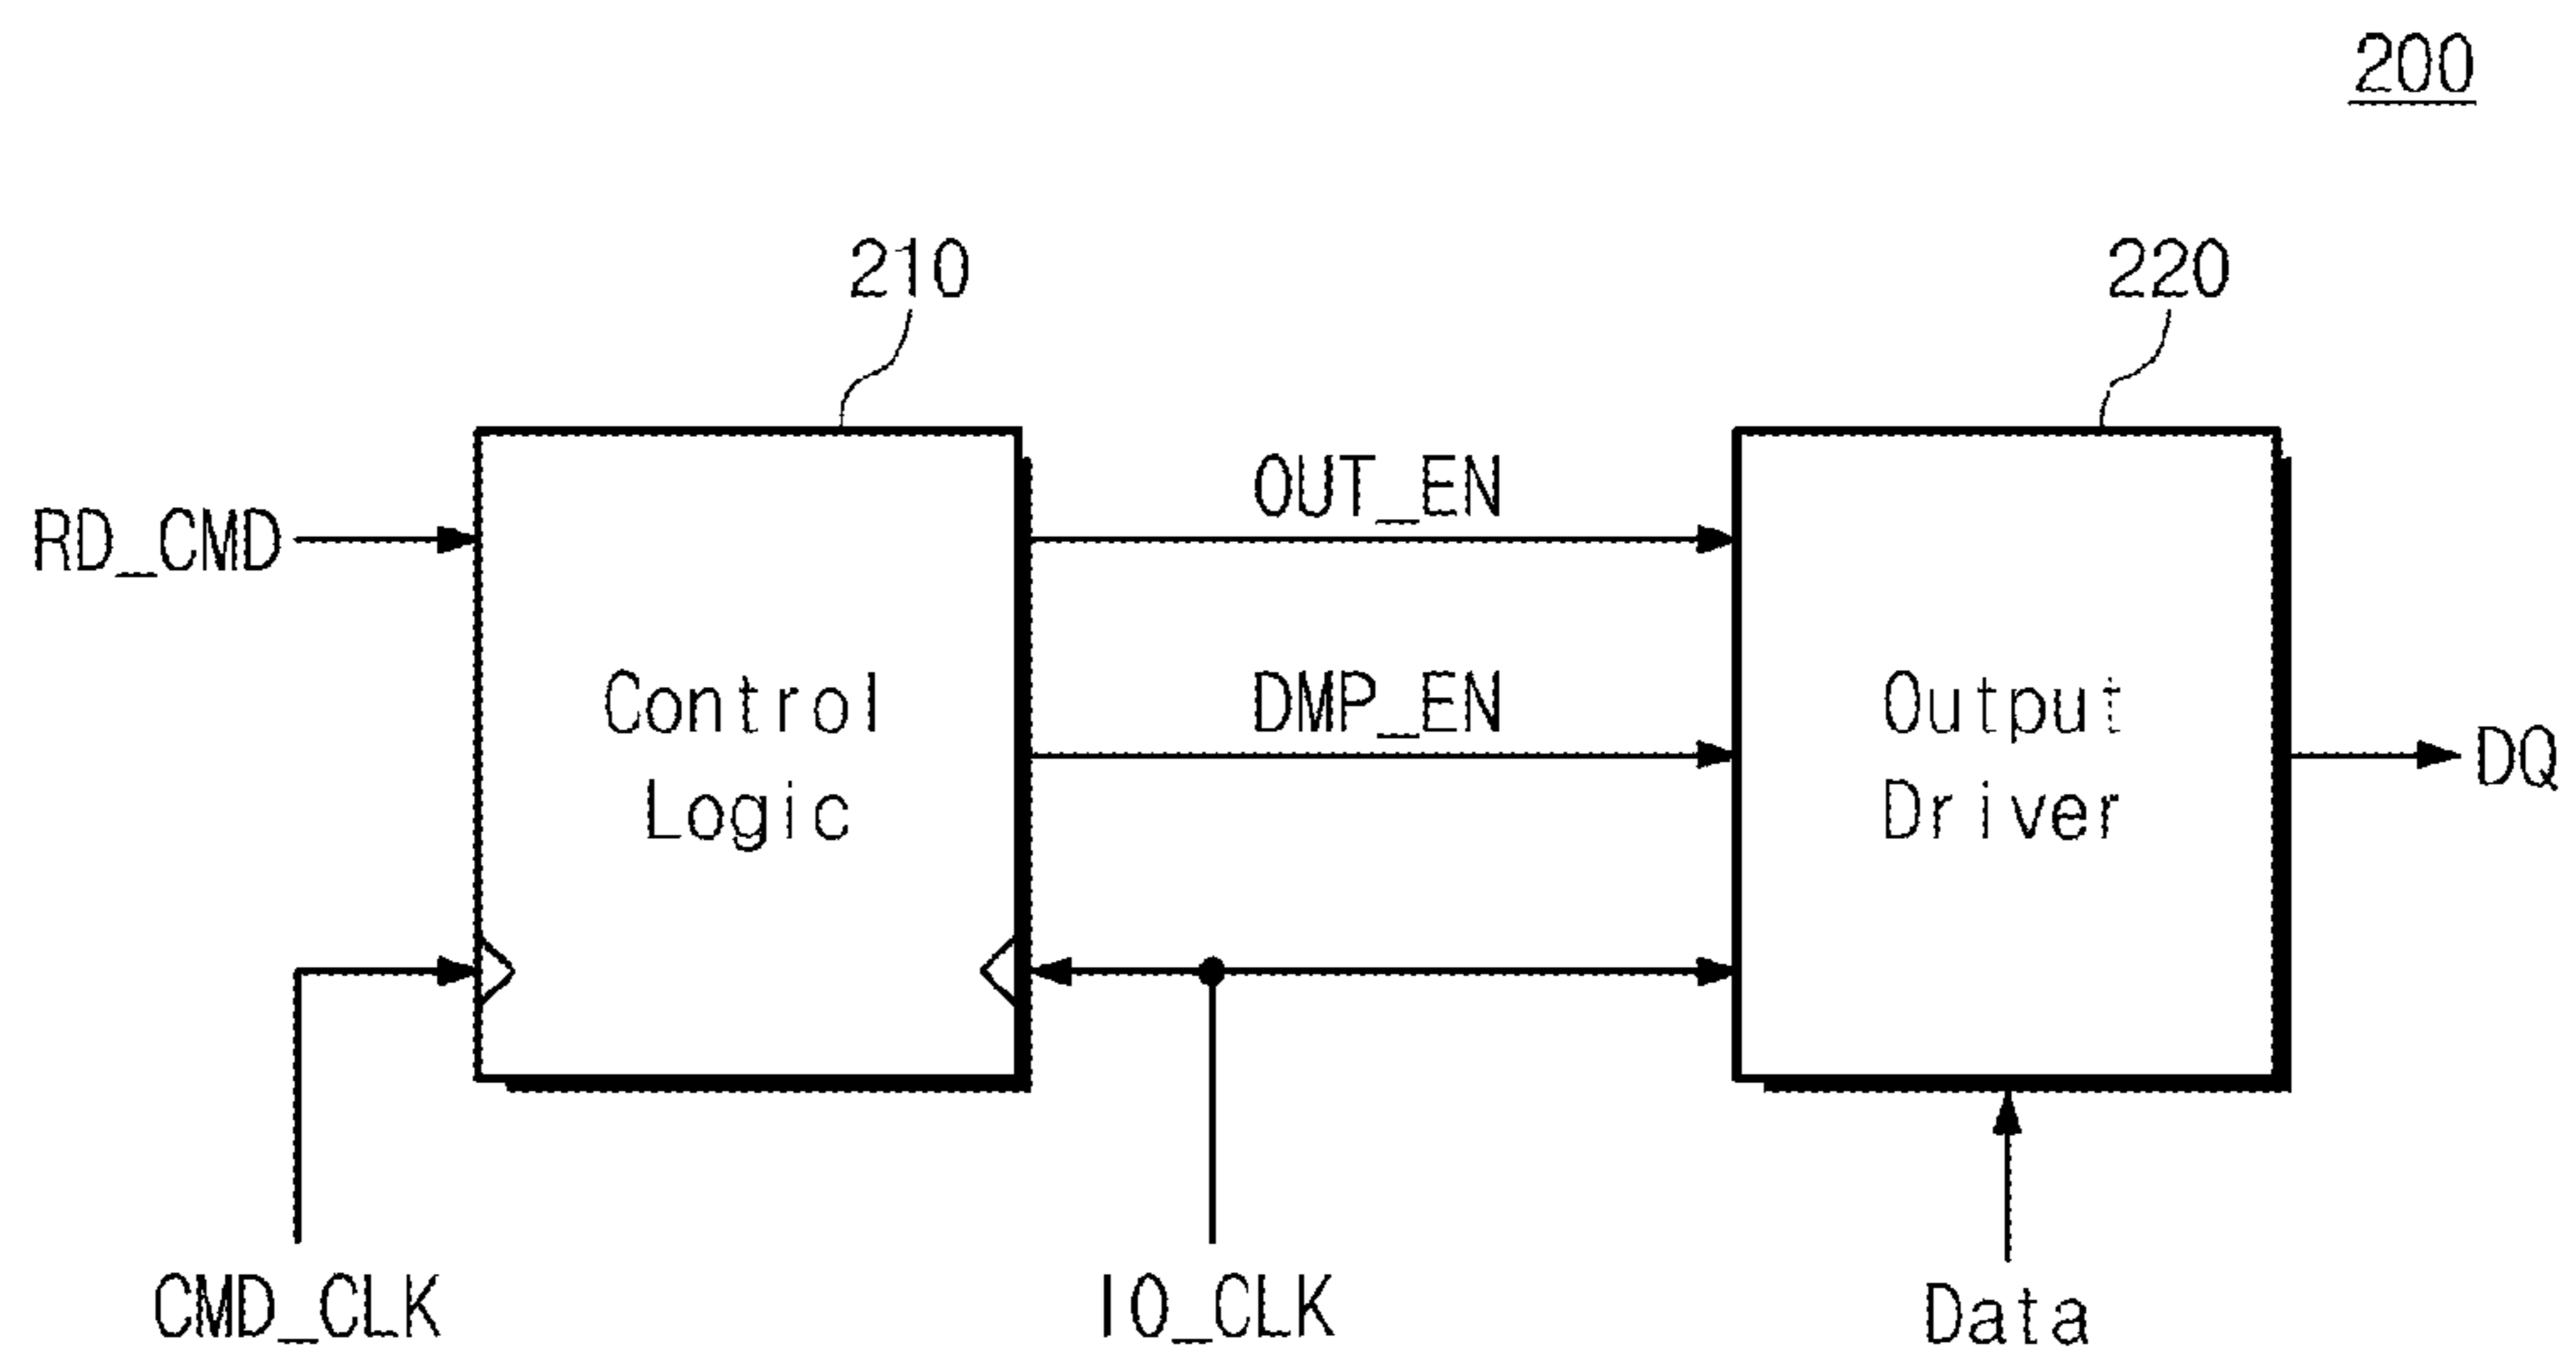 200
210
220
RD_CMD
OUT_EN
Control
Logic
DMP_EN
Output
Driver
DQ
CMD_CLK
IO_CLK
Data